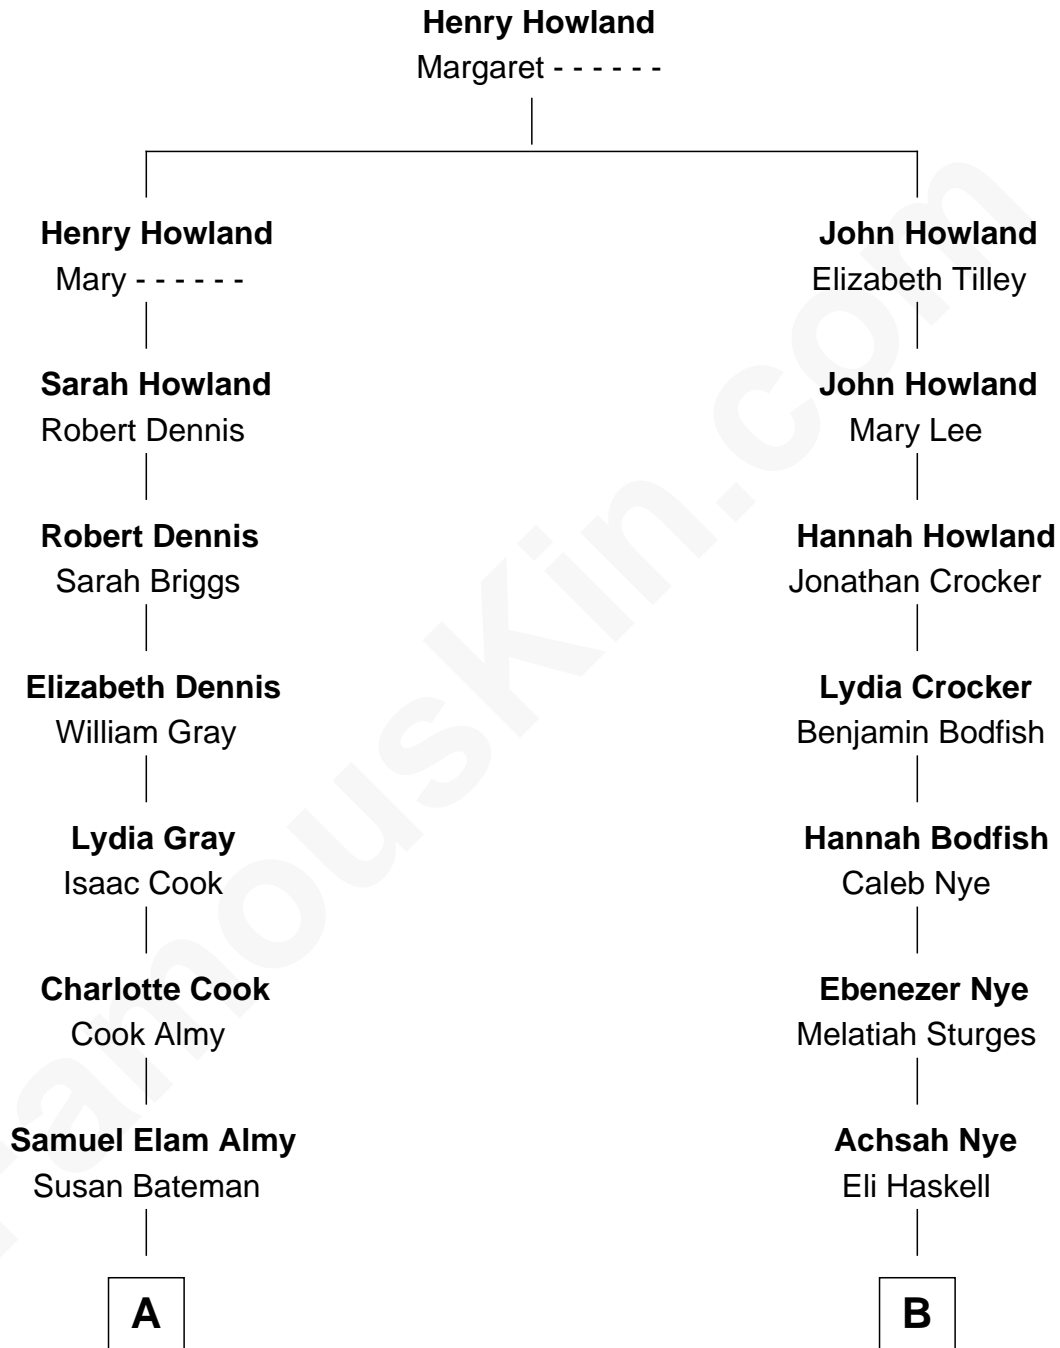 Henry Howland
Margaret - - - - - -
Henry Howland
Mary - - - - - -
John Howland
Elizabeth Tilley
Sarah Howland
Robert Dennis
John Howland
Mary Lee
Robert Dennis
Sarah Briggs
Hannah Howland
Jonathan Crocker
Elizabeth Dennis
William Gray
Lydia Crocker
Benjamin Bodfish
Lydia Gray
Isaac Cook
Hannah Bodfish
Caleb Nye
Charlotte Cook
Cook Almy
Ebenezer Nye
Melatiah Sturges
Samuel Elam Almy
Susan Bateman
Achsah Nye
Eli Haskell
A
B
FamousKin.com